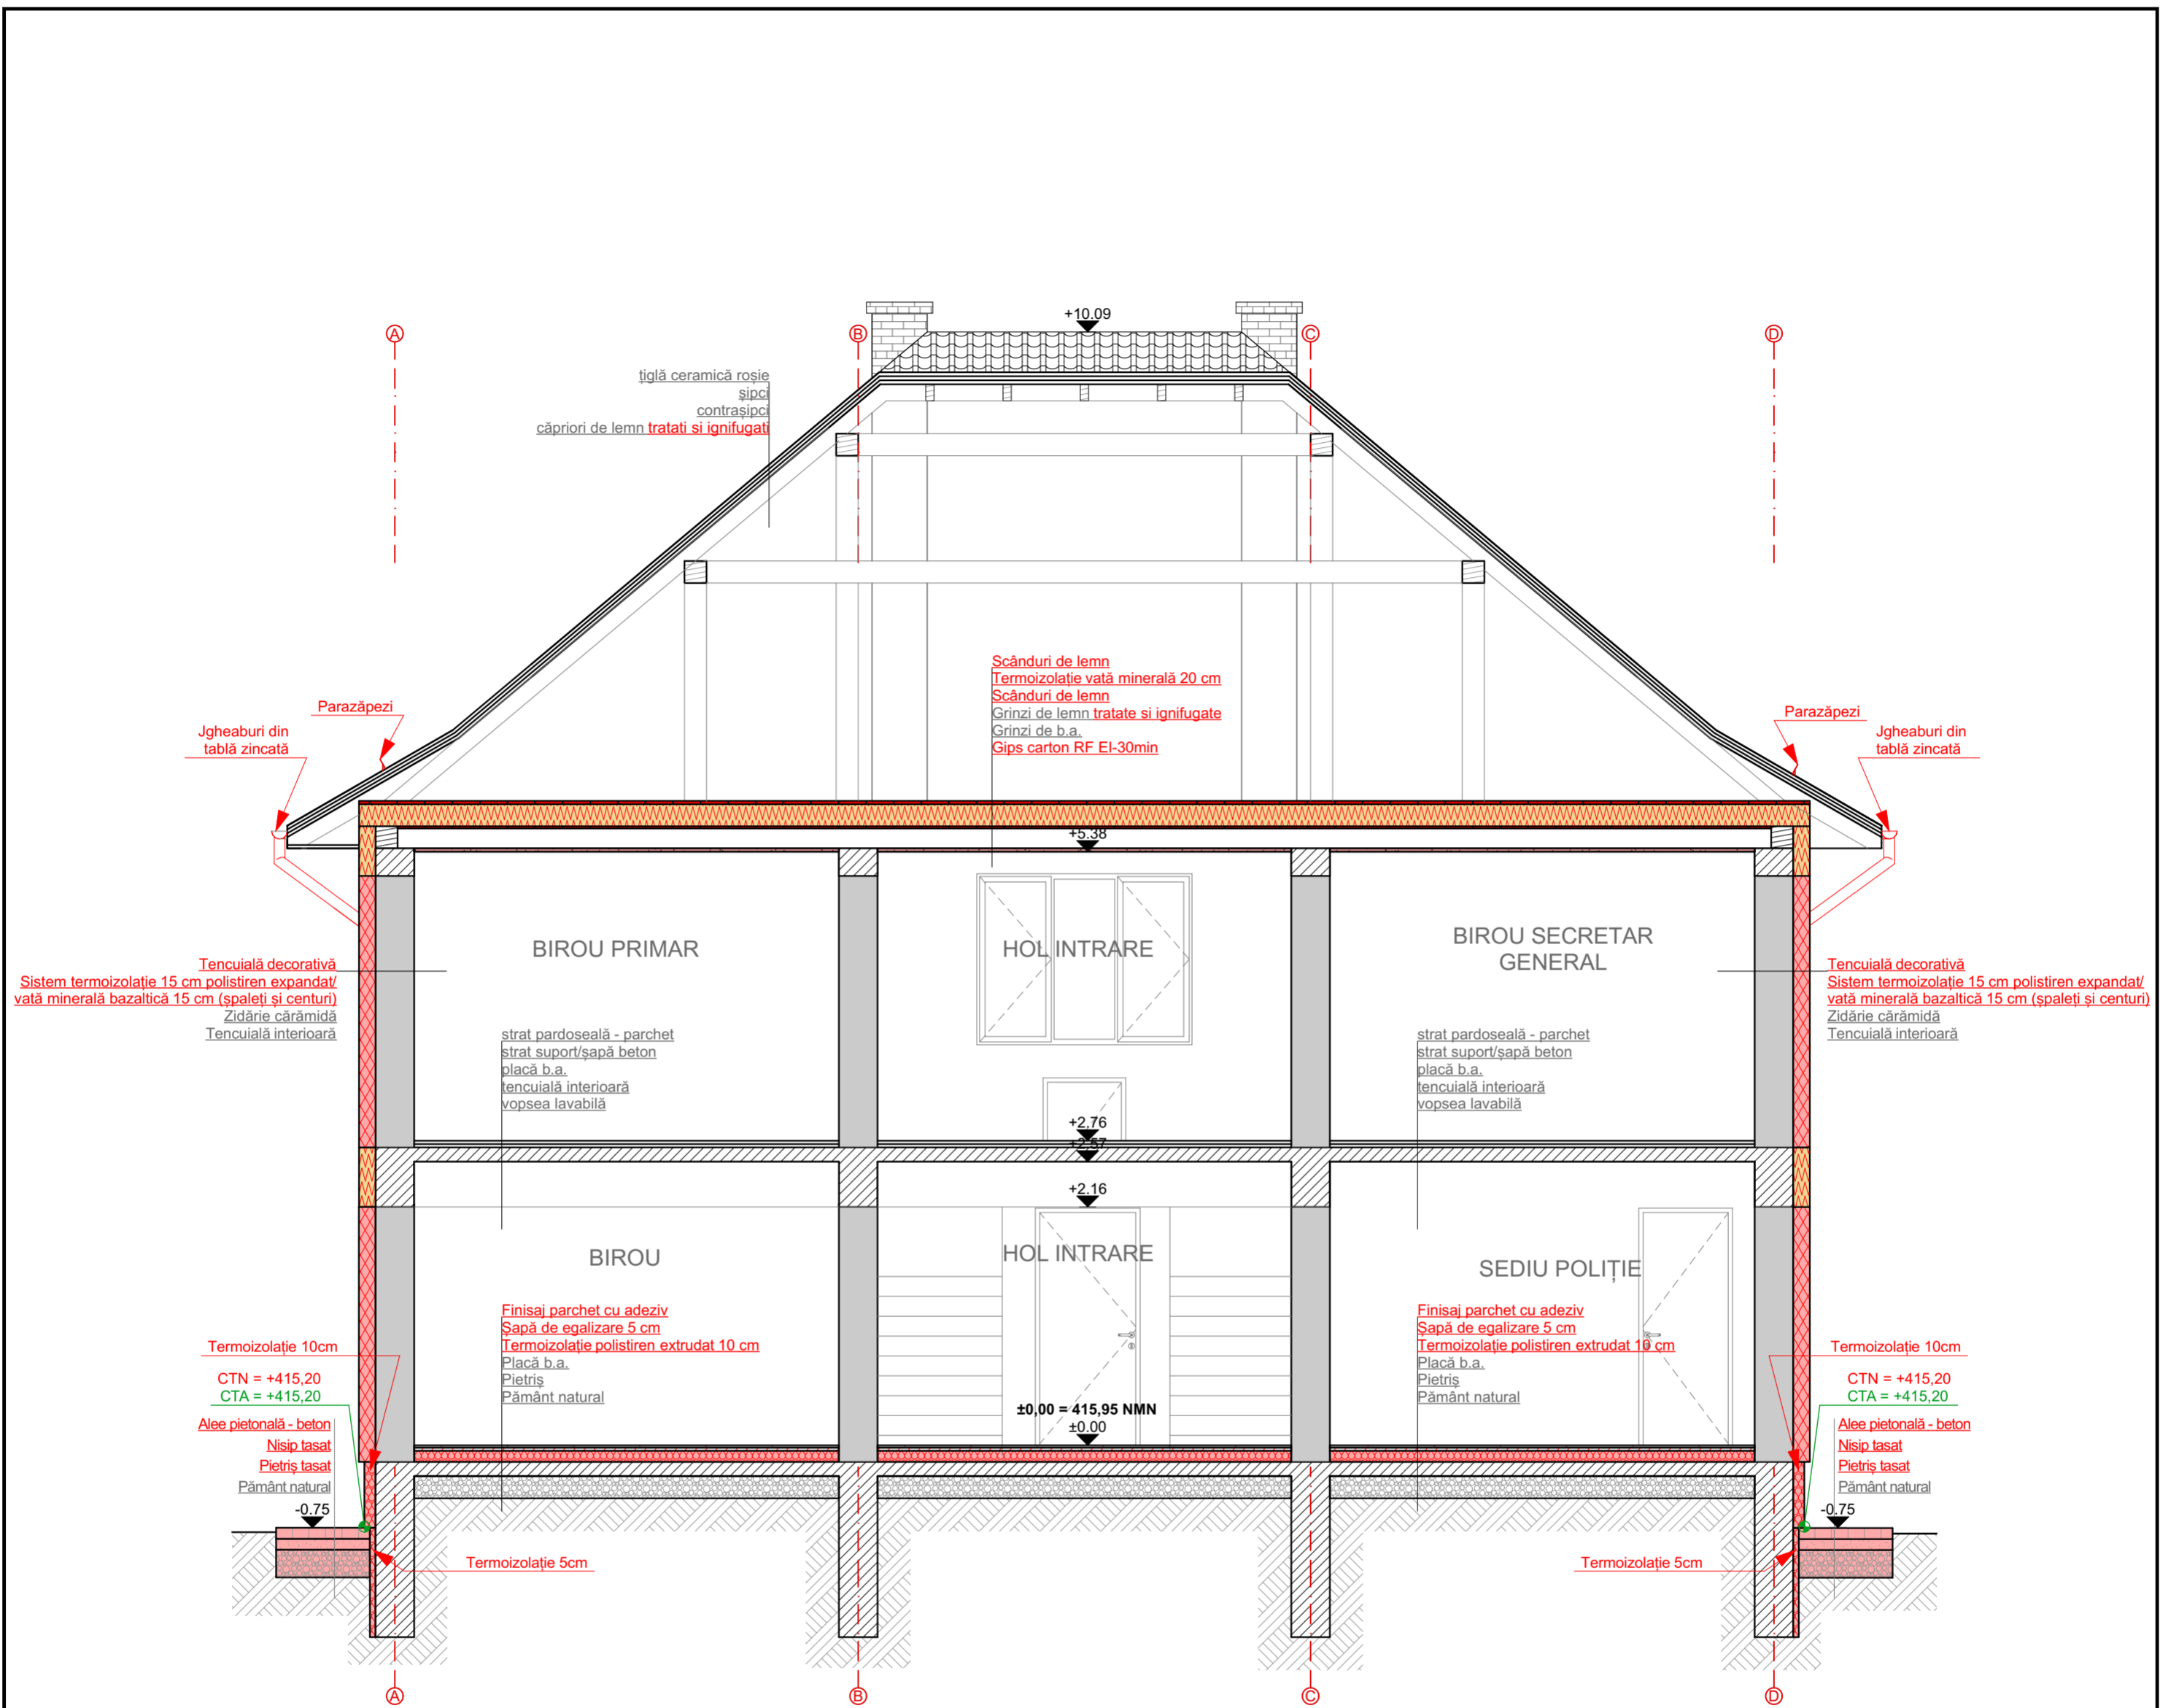 +10.09
A
B
C
D
țiglă ceramică roșie
șipci
contrașipci
căpriori de lemn tratati si ignifugati
Scânduri de lemn
Termoizolație vată minerală 20 cm
Scânduri de lemn
Grinzi de lemn tratate si ignifugate
Grinzi de b.a.
Gips carton RF EI-30min
Parazăpezi
Jgheaburi din
tablă zincată
Parazăpezi
Jgheaburi din
tablă zincată
+5.38
BIROU PRIMAR
HOL INTRARE
BIROU SECRETAR
GENERAL
Tencuială decorativă
Sistem termoizolație 15 cm polistiren expandat/
vată minerală bazaltică 15 cm (șpaleți și centuri)
Zidărie cărămidă
Tencuială interioară
Tencuială decorativă
Sistem termoizolație 15 cm polistiren expandat/
vată minerală bazaltică 15 cm (șpaleți și centuri)
Zidărie cărămidă
Tencuială interioară
strat pardoseală - parchet
strat suport/șapă beton
placă b.a.
tencuială interioară
vopsea lavabilă
strat pardoseală - parchet
strat suport/șapă beton
placă b.a.
tencuială interioară
vopsea lavabilă
+2.76
+2.57
+2.16
BIROU
HOL INTRARE
SEDIU POLIȚIE
Finisaj parchet cu adeziv
Șapă de egalizare 5 cm
Termoizolație polistiren extrudat 10 cm
Placă b.a.
Pietriș
Pământ natural
Finisaj parchet cu adeziv
Șapă de egalizare 5 cm
Termoizolație polistiren extrudat 10 cm
Placă b.a.
Pietriș
Pământ natural
±0,00 = 415,95 NMN
±0.00
Termoizolație 10cm
CTN = +415,20
CTA = +415,20
Alee pietonală - beton
Nisip tasat
Pietriș tasat
Pământ natural
-0.75
Termoizolație 5cm
Termoizolație 10cm
CTN = +415,20
CTA = +415,20
Alee pietonală - beton
Nisip tasat
Pietriș tasat
Pământ natural
-0.75
Termoizolație 5cm
A
B
C
D